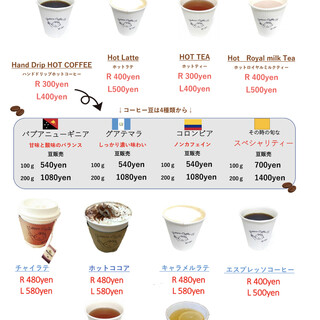 Hand Drip HOT COFFEE
ハンドドリップホットコーヒー
R 300yen
L400yen
Hot Latte
ホットラテ
R 400yen
L500yen
HOT TEA
ホットティー
R 300yen
L400yen
Hot Royal milk Tea
ホットロイヤルミルクティー
R 400yen
L500yen
↓コーヒー豆は4種類から↓
パプアニューギニア
甘味と酸味のバランス
豆販売
100g 540yen
200g 1080yen
グアテマラ
しっかり濃い味わい
豆販売
100g 540yen
200g 1080yen
コロンビア
ノンカフェイン
豆販売
100g 540yen
200g 1080yen
その時の旬な
スペシャリティー
豆販売
100g 700yen
200g 1400yen
チャイラテ
R 480yen
L 580yen
ホットココア
R 480yen
L 580yen
キャラメルラテ
R 480yen
L 580yen
エスプレッソコーヒー
R 400yen
L 500yen